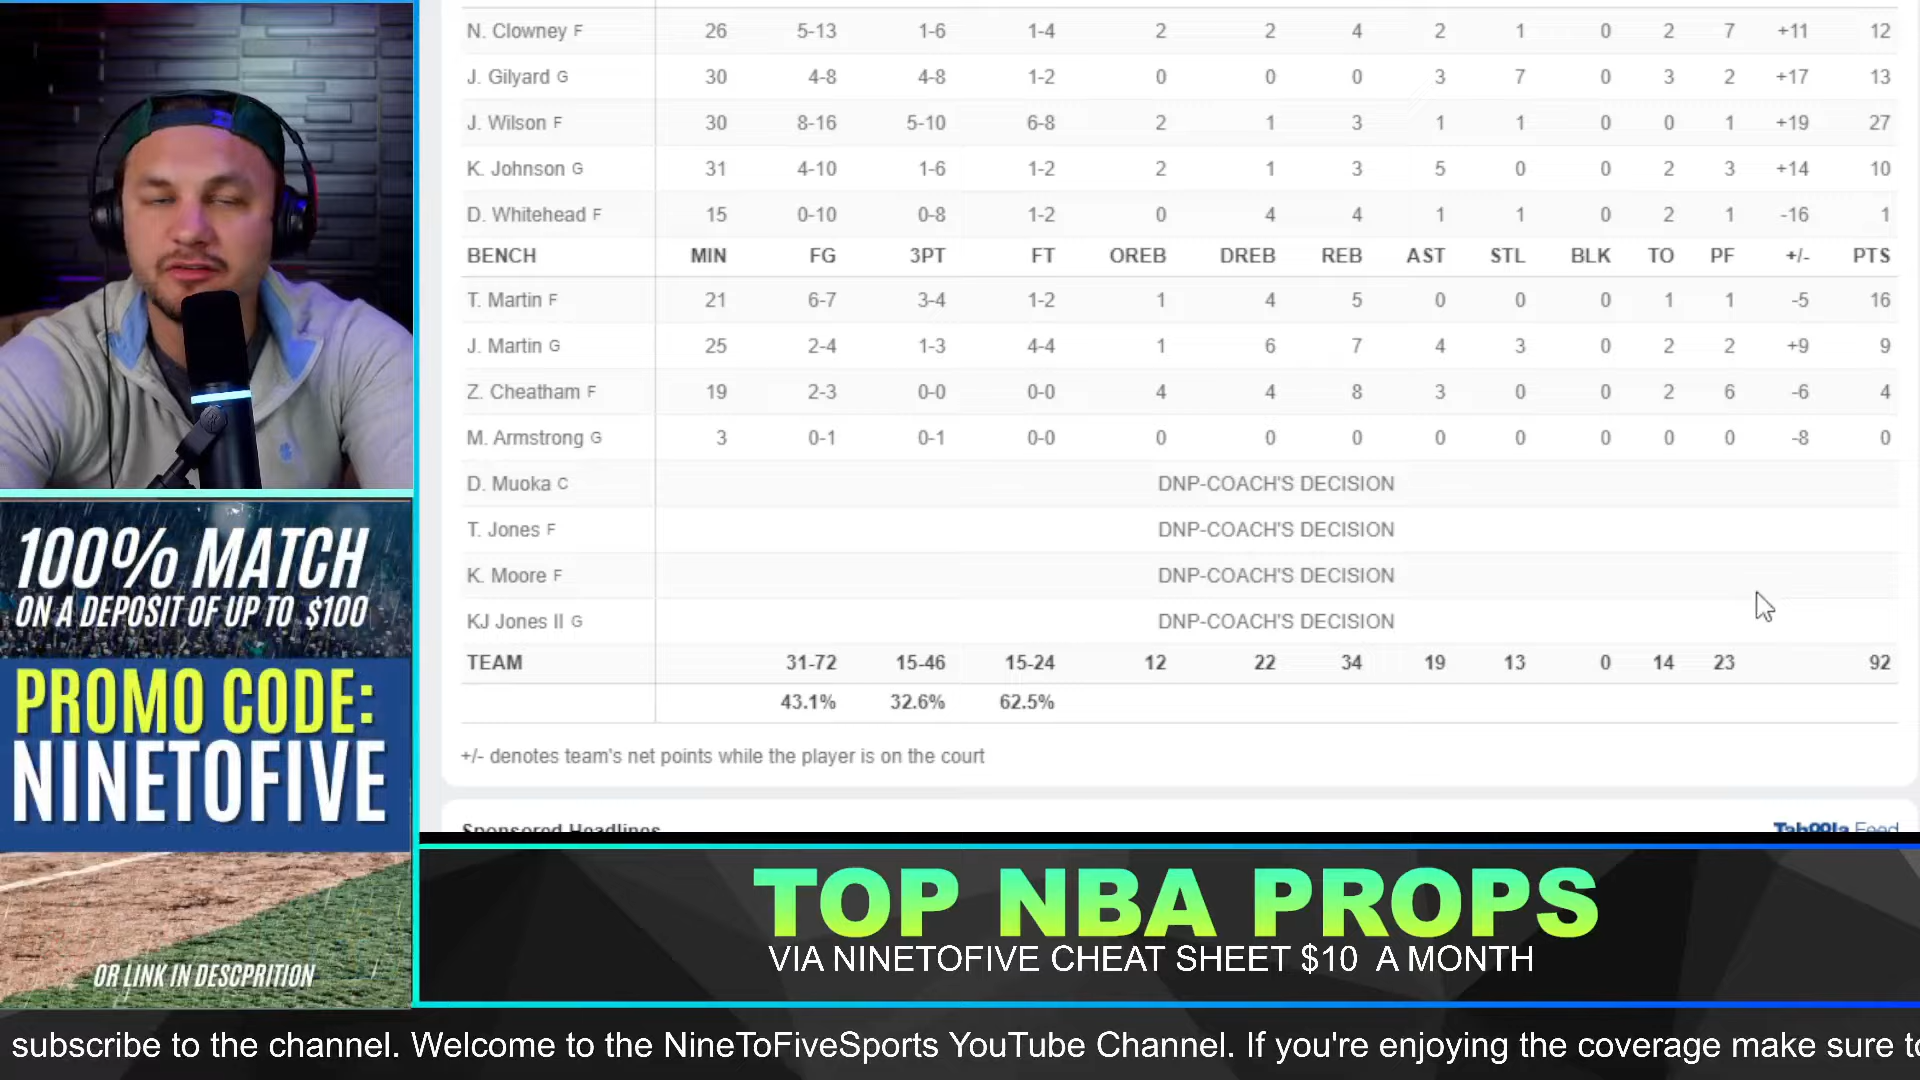 N. Clowney F 26 5-13 1-6 1-4 2 2 4 2 1 0 2 7 +11 12
J. Gilyard G 30 4-8 4-8 1-2 0 0 0 3 7 0 3 2 +17 13
J. Wilson F 30 8-16 5-10 6-8 2 1 3 1 1 0 0 1 +19 27
K. Johnson G 31 4-10 1-6 1-2 2 1 3 5 0 0 2 3 +14 10
D. Whitehead F 15 0-10 0-8 1-2 0 4 4 1 1 0 2 1 -16 1
BENCH MIN FG 3PT FT OREB DREB REB AST STL BLK TO PF +/- PTS
T. Martin F 21 6-7 3-4 1-2 1 4 5 0 0 0 1 1 -5 16
J. Martin G 25 2-4 1-3 4-4 1 6 7 4 3 0 2 2 +9 9
Z. Cheatham F 19 2-3 0-0 0-0 4 4 8 3 0 0 2 6 -6 4
M. Armstrong G 3 0-1 0-1 0-0 0 0 0 0 0 0 0 0 -8 0
D. Muoka C DNP-COACH'S DECISION
T. Jones F DNP-COACH'S DECISION
K. Moore F DNP-COACH'S DECISION
KJ Jones II G DNP-COACH'S DECISION
TEAM 31-72 15-46 15-24 12 22 34 19 13 0 14 23 92
43.1% 32.6% 62.5%
+/- denotes team's net points while the player is on the court
Sponsored Headlines
Taboola Feed
100% MATCH
ON A DEPOSIT OF UP TO $100
PROMO CODE:
NINETOFIVE
OR LINK IN DESCPRITION
TOP NBA PROPS
VIA NINETOFIVE CHEAT SHEET $10 A MONTH
subscribe to the channel. Welcome to the NineToFiveSports YouTube Channel. If you're enjoying the coverage make sure to